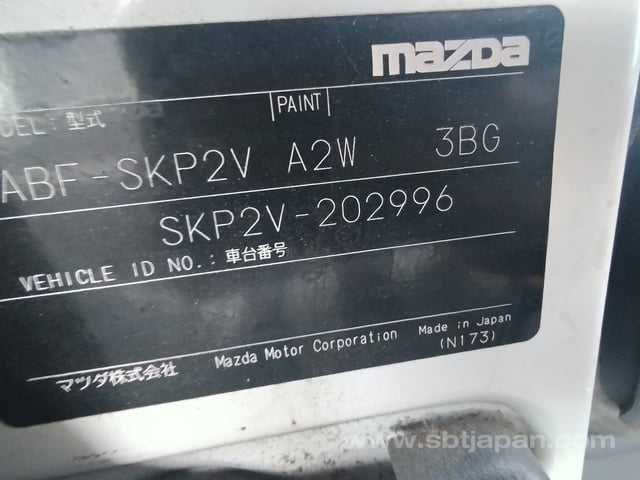 mazda
DEL: 型式 PAINT
ABF-SKP2V A2W 3BG
SKP2V-202996
VEHICLE ID NO.: 車台番号
マツダ株式会社 Mazda Motor Corporation Made in Japan
(N173)
www.sbtjapan.com